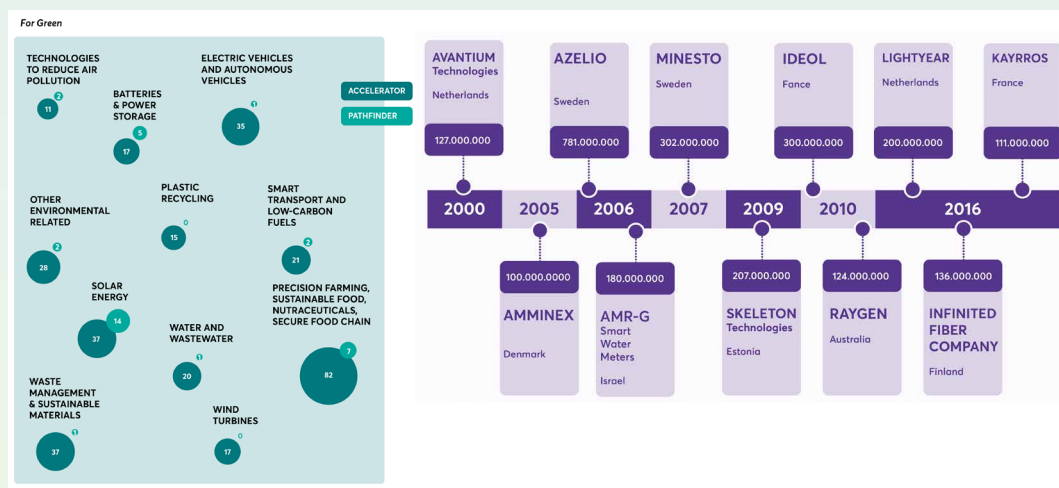 For Green
TECHNOLOGIES
TO REDUCE AIR
POLLUTION
2
11
BATTERIES
& POWER
STORAGE
5
17
ELECTRIC VEHICLES
AND AUTONOMOUS
VEHICLES
1
35
ACCELERATOR
PATHFINDER
OTHER
ENVIRONMENTAL
RELATED
2
28
PLASTIC
RECYCLING
0
15
SMART
TRANSPORT AND
LOW-CARBON
FUELS
2
21
SOLAR
ENERGY
14
37
WATER AND
WASTEWATER
1
20
PRECISION FARMING,
SUSTAINABLE FOOD,
NUTRACEUTICALS,
SECURE FOOD CHAIN
7
82
WASTE
MANAGEMENT
& SUSTAINABLE
MATERIALS
1
37
WIND
TURBINES
0
17
AVANTIUM
Technologies
Netherlands
127.000.000
AZELIO
Sweden
781.000.000
MINESTO
Sweden
302.000.000
IDEOL
Fance
300.000.000
LIGHTYEAR
Netherlands
200.000.000
KAYRROS
France
111.000.000
2000 2005 2006 2007 2009 2010 2016
100.000.0000
AMMINEX
Denmark
180.000.000
AMR-G
Smart
Water
Meters
Israel
207.000.000
SKELETON
Technologies
Estonia
124.000.000
RAYGEN
Australia
136.000.000
INFINITED
FIBER
COMPANY
Finland